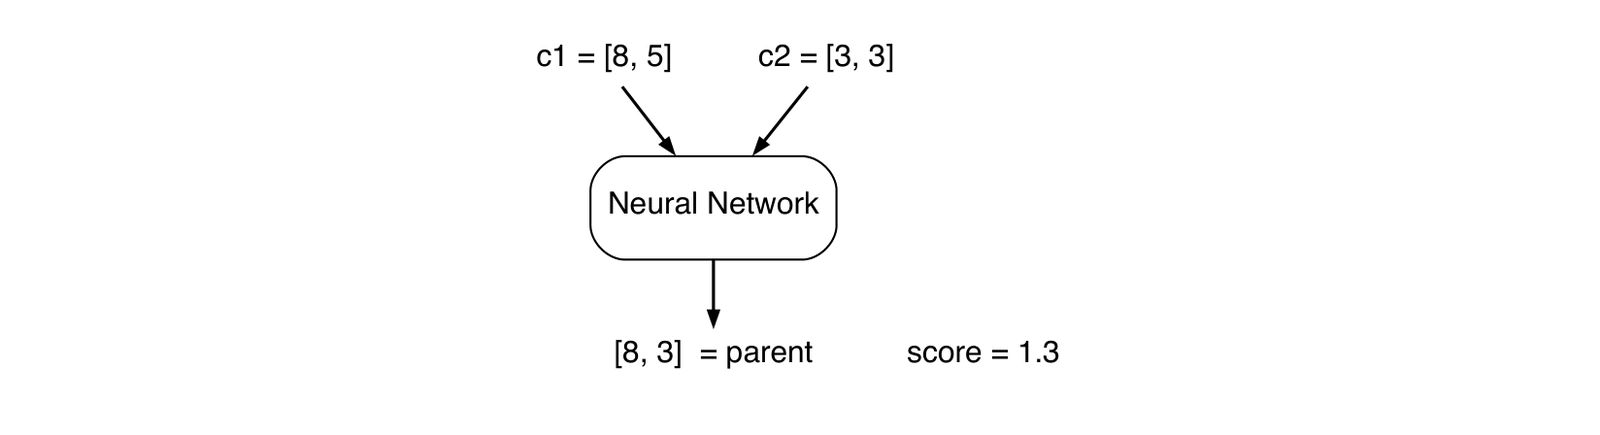 c1 = [8, 5] c2 = [3, 3]
Neural Network
[8, 3] = parent score = 1.3